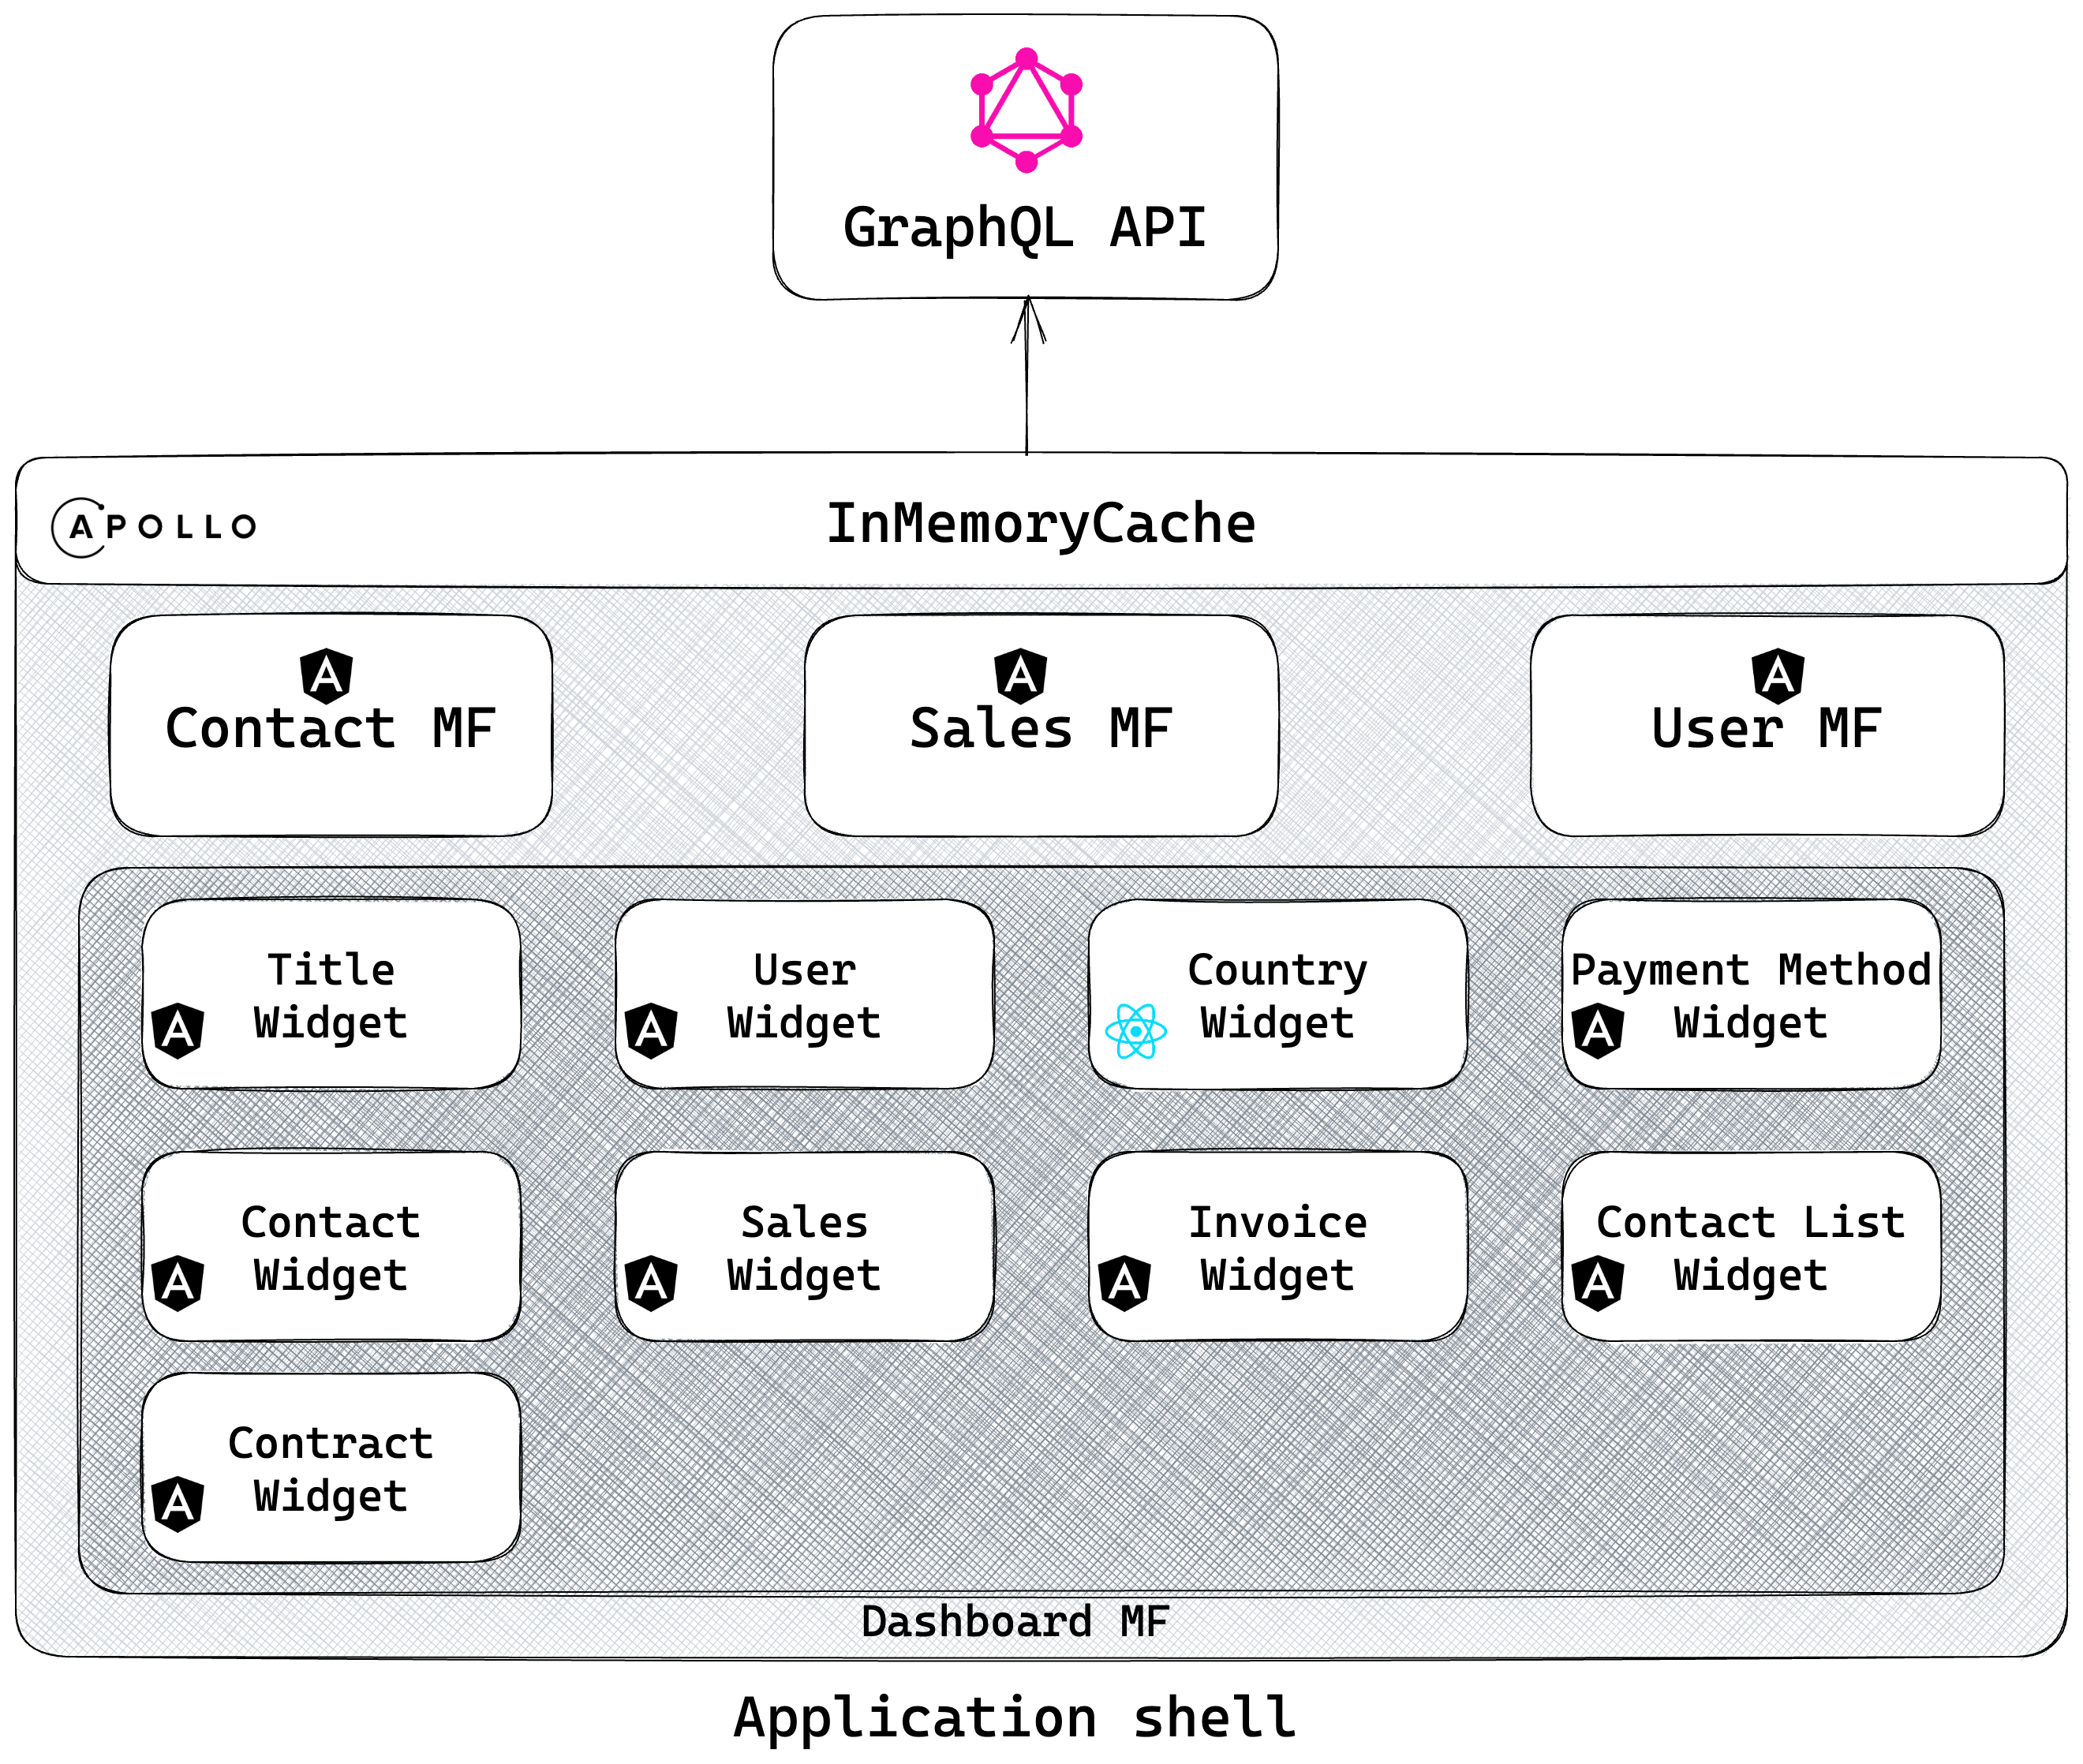 GraphQL API
APOLLO
InMemoryCache
Contact MF
Sales MF
User MF
Title
Widget
User
Widget
Country
Widget
Payment Method
Widget
Contact
Widget
Sales
Widget
Invoice
Widget
Contact List
Widget
Contract
Widget
Dashboard MF
Application shell